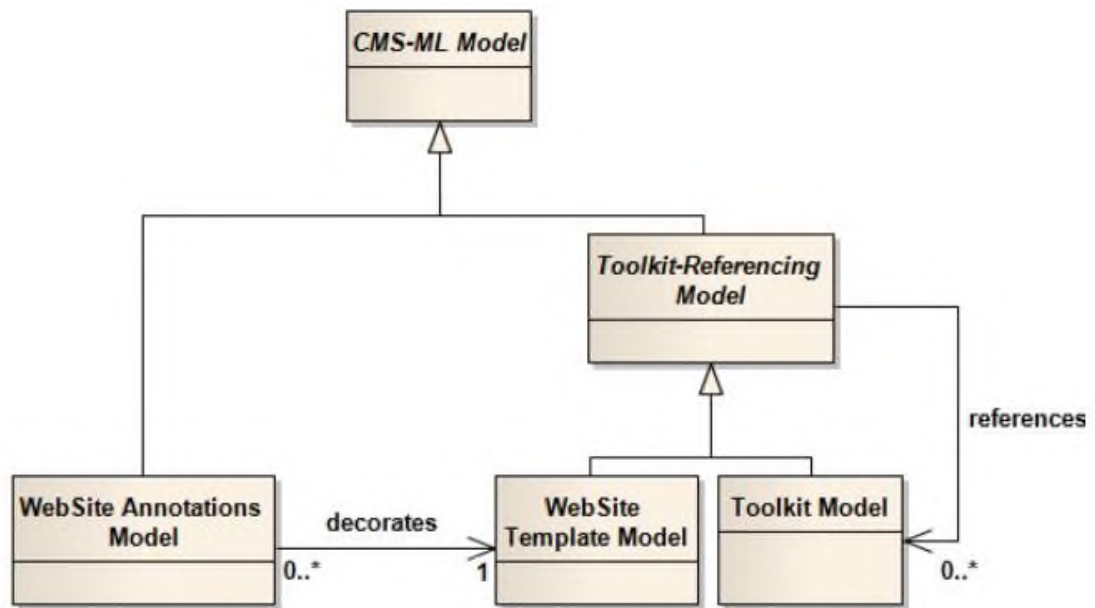 CMS-ML Model
Toolkit-Referencing
Model
references
WebSite Annotations
Model
decorates
0..*
1
WebSite
Template Model
Toolkit Model
0..*